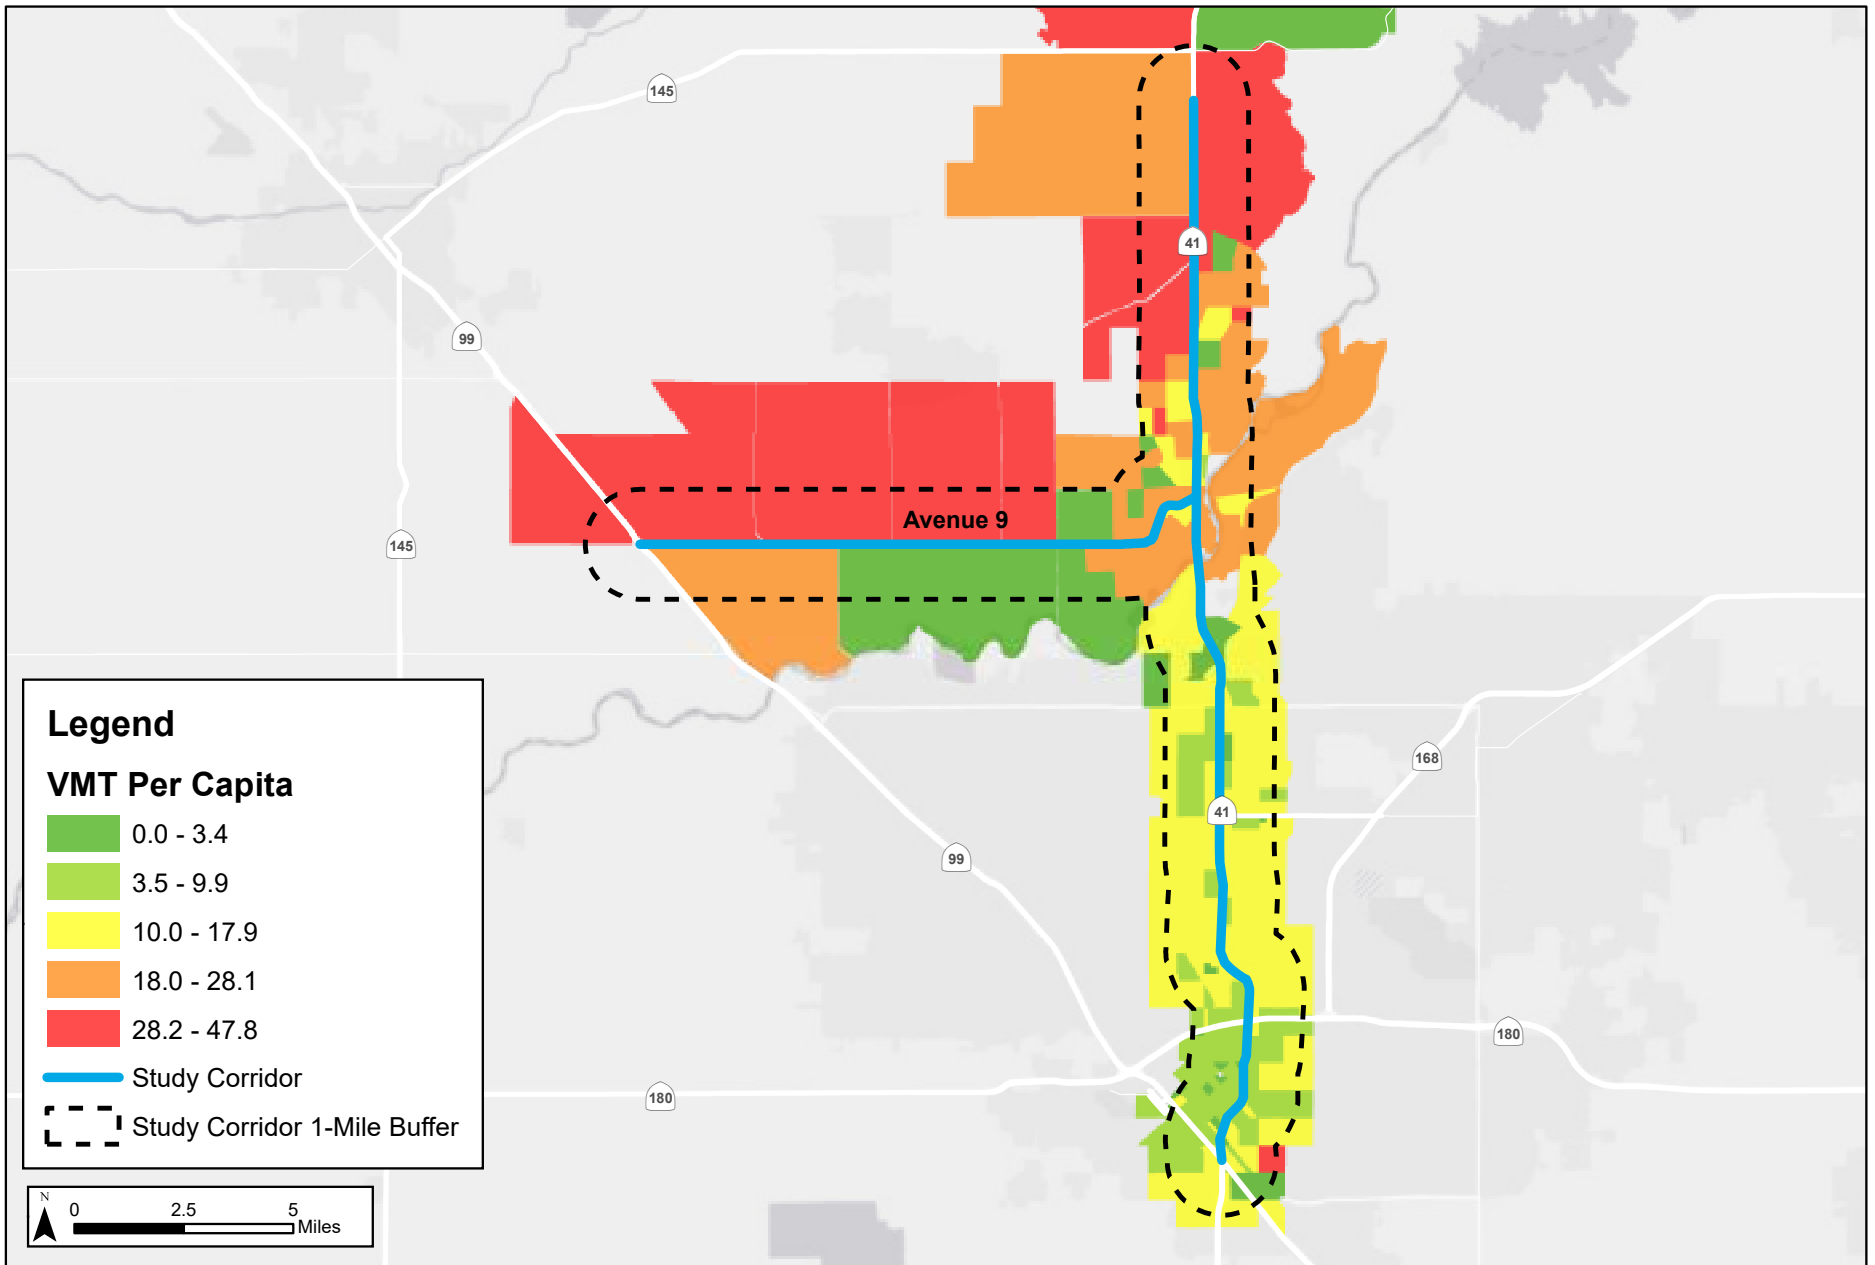 145
41
99
Avenue 9
145
168
41
99
180
180
Legend
VMT Per Capita
0.0 - 3.4
3.5 - 9.9
10.0 - 17.9
18.0 - 28.1
28.2 - 47.8
Study Corridor
Study Corridor 1-Mile Buffer
N
0 2.5 5
Miles